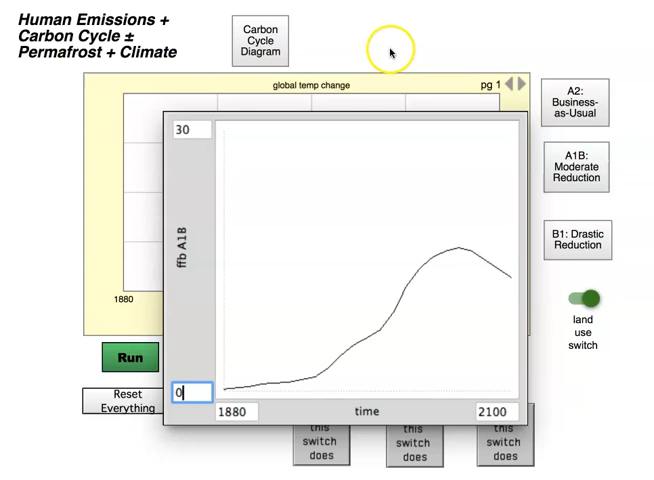 Human Emissions +
Carbon Cycle ±
Permafrost + Climate
Carbon
Cycle
Diagram
global temp change
pg 1
A2:
Business-
as-Usual
A1B:
Moderate
Reduction
B1: Drastic
Reduction
land
use
switch
30
ffb A1B
0
1880
time
2100
1880
Run
Reset
Everything
this
switch
does
this
switch
does
this
switch
does